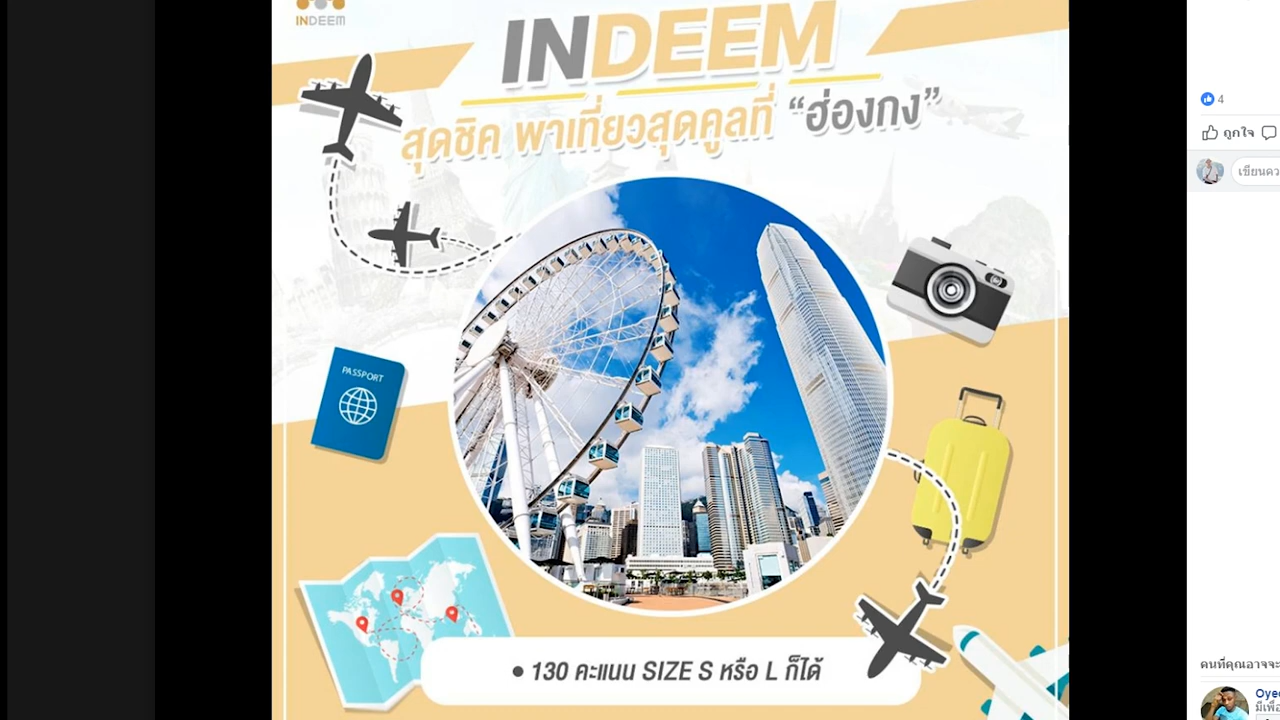 INDEEM
INDEEM
สุดชิค พาเที่ยวสุดคูลที่ “ฮ่องกง”
PASSPORT
• 130 คะแนน SIZE S หรือ L ก็ได้
4
ถูกใจ
เขียนคว
คนที่คุณอาจจะ
Oye
มีเพื่